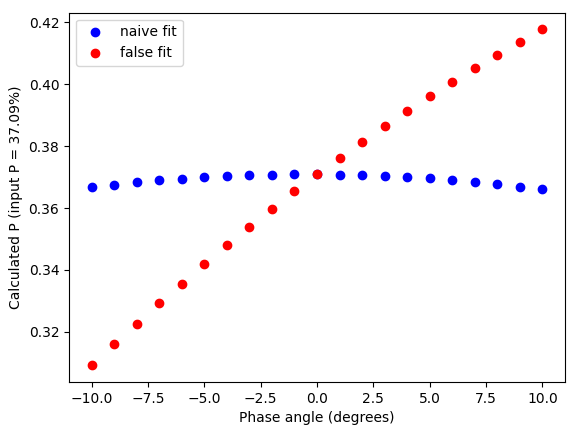 naive fit
false fit
0.42
0.40
0.38
0.36
0.34
0.32
Calculated P (input P = 37.09%)
−10.0 −7.5 −5.0 −2.5 0.0 2.5 5.0 7.5 10.0
Phase angle (degrees)